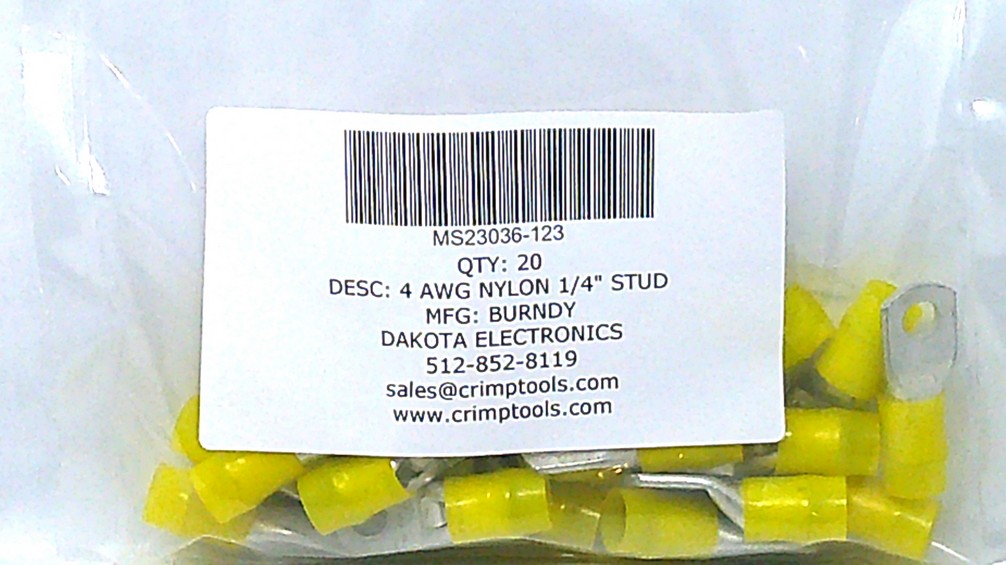 MS23036-123
QTY: 20
DESC: 4 AWG NYLON 1/4" STUD
MFG: BURNDY
DAKOTA ELECTRONICS
512-852-8119
sales@crimptools.com
www.crimptools.com